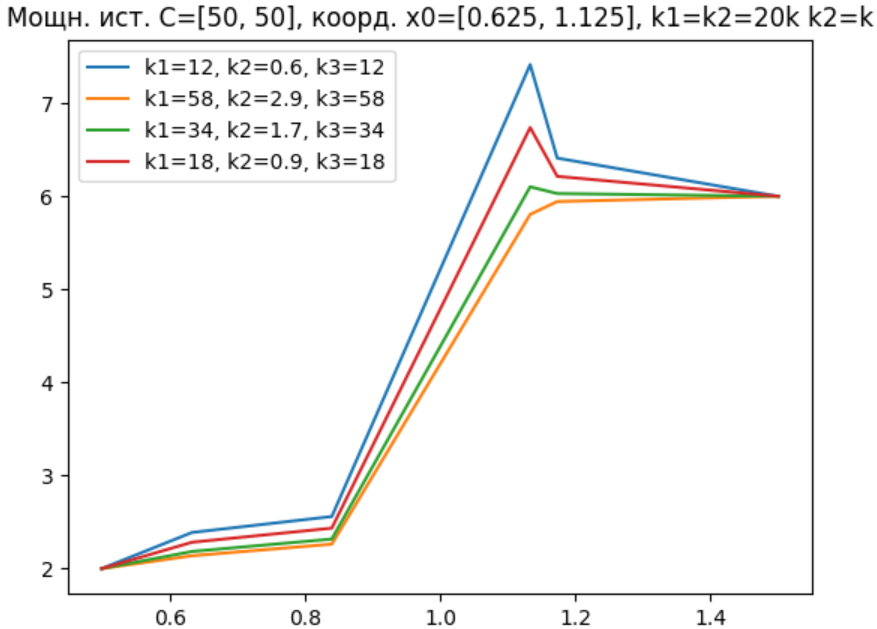 Мощн. ист. C=[50, 50], коорд. x0=[0.625, 1.125], k1=k2=20k k2=k
k1=12, k2=0.6, k3=12
k1=58, k2=2.9, k3=58
k1=34, k2=1.7, k3=34
k1=18, k2=0.9, k3=18
7
6
5
4
3
2
0.6 0.8 1.0 1.2 1.4